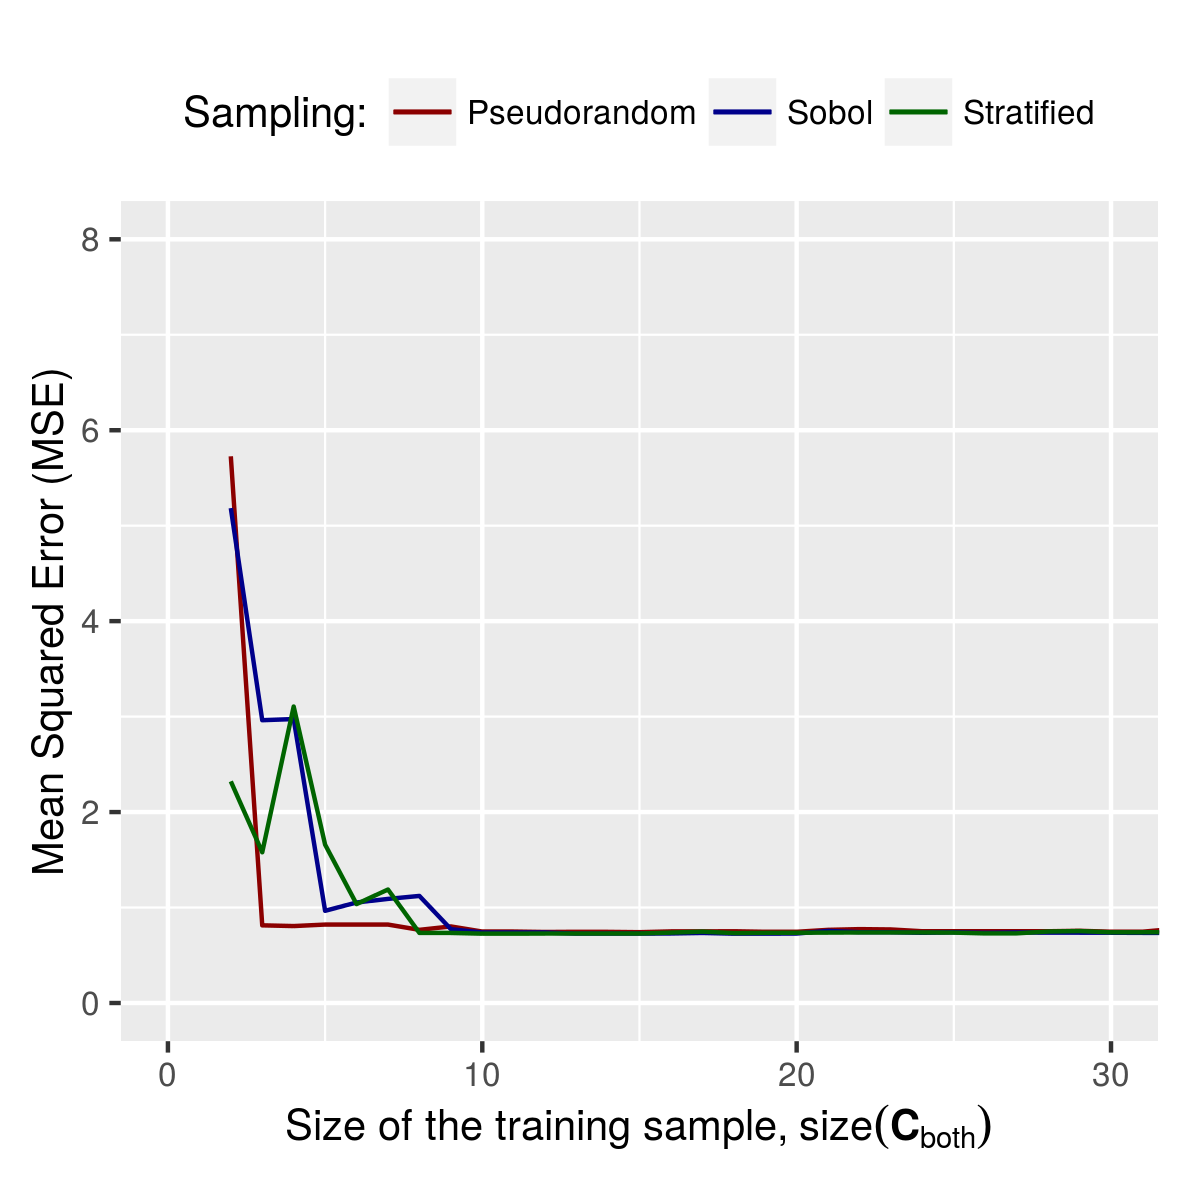 Sampling: Pseudorandom Sobol Stratified
Mean Squared Error (MSE)
8
6
4
2
0
0 10 20 30
Size of the training sample, size(C_both)